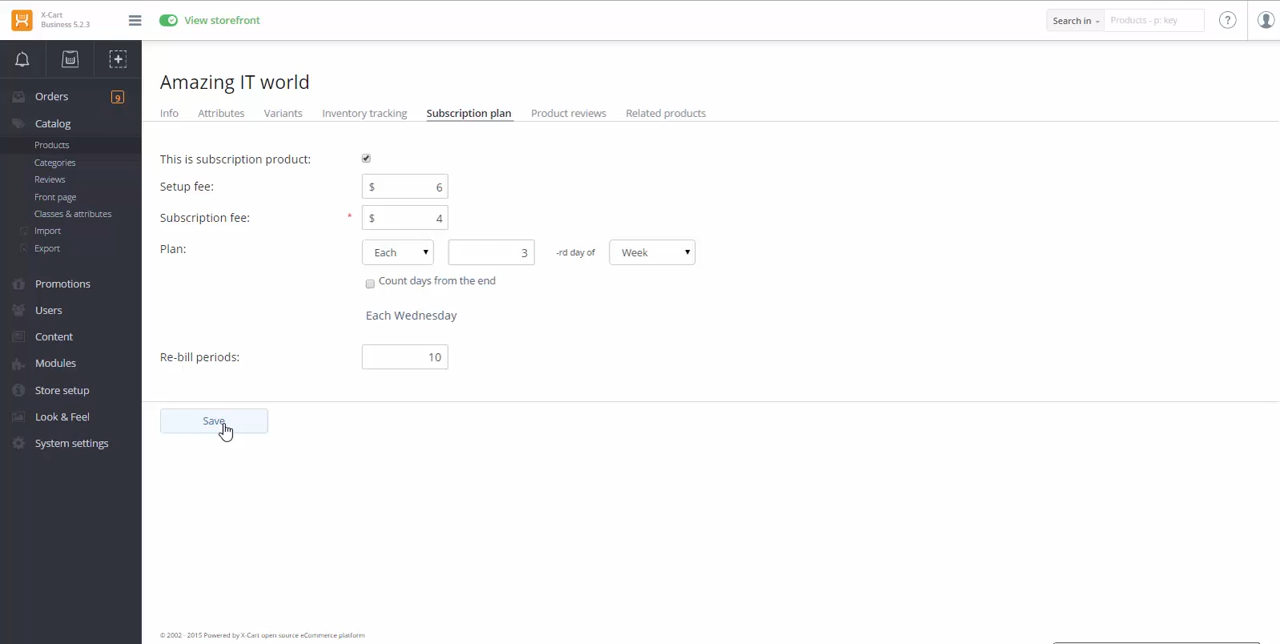 X-Cart
Business 5.2.3
View storefront
Search in
Products - p: key
?
Orders 9
Catalog
Products
Categories
Reviews
Front page
Classes & attributes
Import
Export
Promotions
Users
Content
Modules
Store setup
Look & Feel
System settings
Amazing IT world
Info Attributes Variants Inventory tracking Subscription plan Product reviews Related products
This is subscription product:
Setup fee: $ 6
Subscription fee: * $ 4
Plan: Each 3 -rd day of Week
Count days from the end
Each Wednesday
Re-bill periods: 10
Save
© 2002 - 2015 Powered by X-Cart open source eCommerce platform